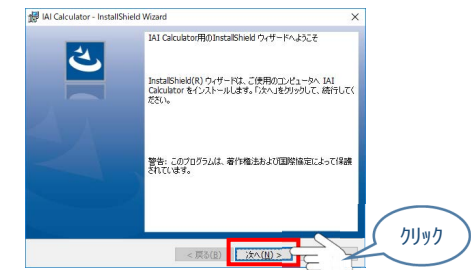 IAI Calculator - InstallShield Wizard
IAI Calculator用のInstallShield ウィザードへようこそ
InstallShield(R) ウィザードは、ご使用のコンピュータへ IAI
Calculator をインストールします。「次へ」をクリックして、続行してく
ださい。
警告: このプログラムは、著作権法および国際協定によって保護
されています。
< 戻る(B)
次へ(N) >
クリック